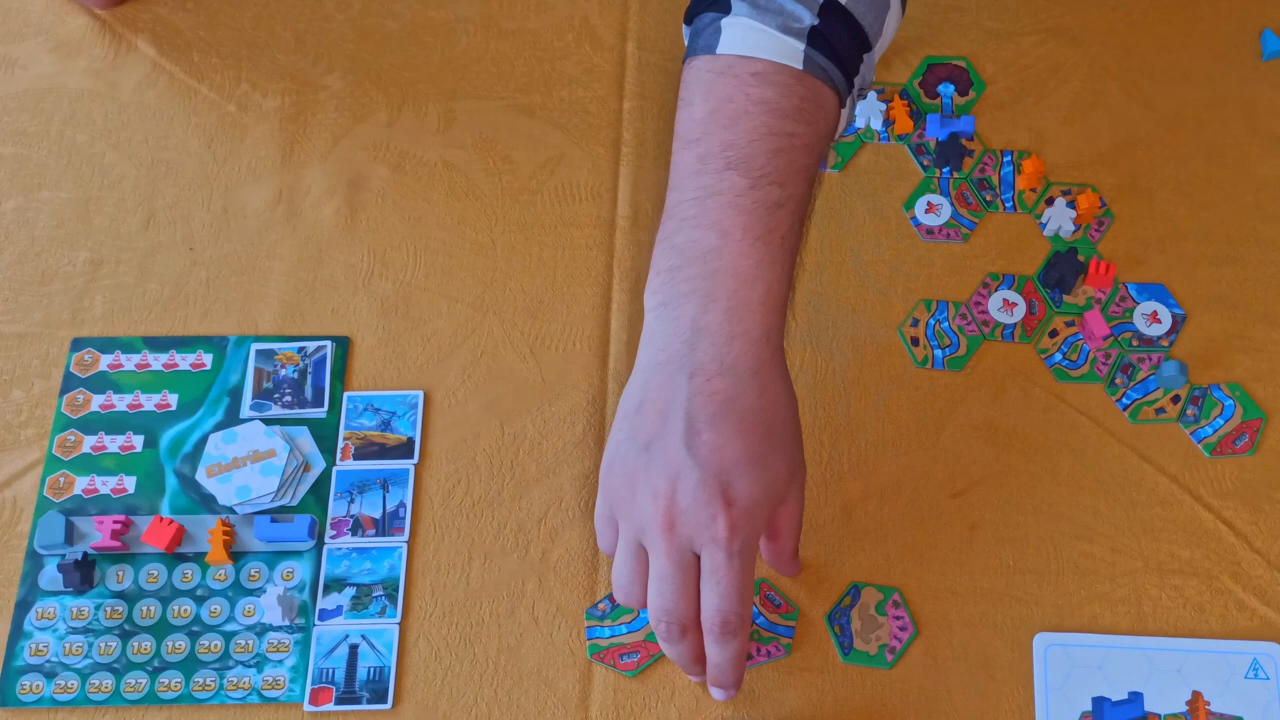 5 x x x
3 = =
2 =
1 x
Eletrika
1 2 3 4 5 6
14 13 12 11 10 9 8
15 16 17 18 19 20 21 22
30 29 28 27 26 25 24 23